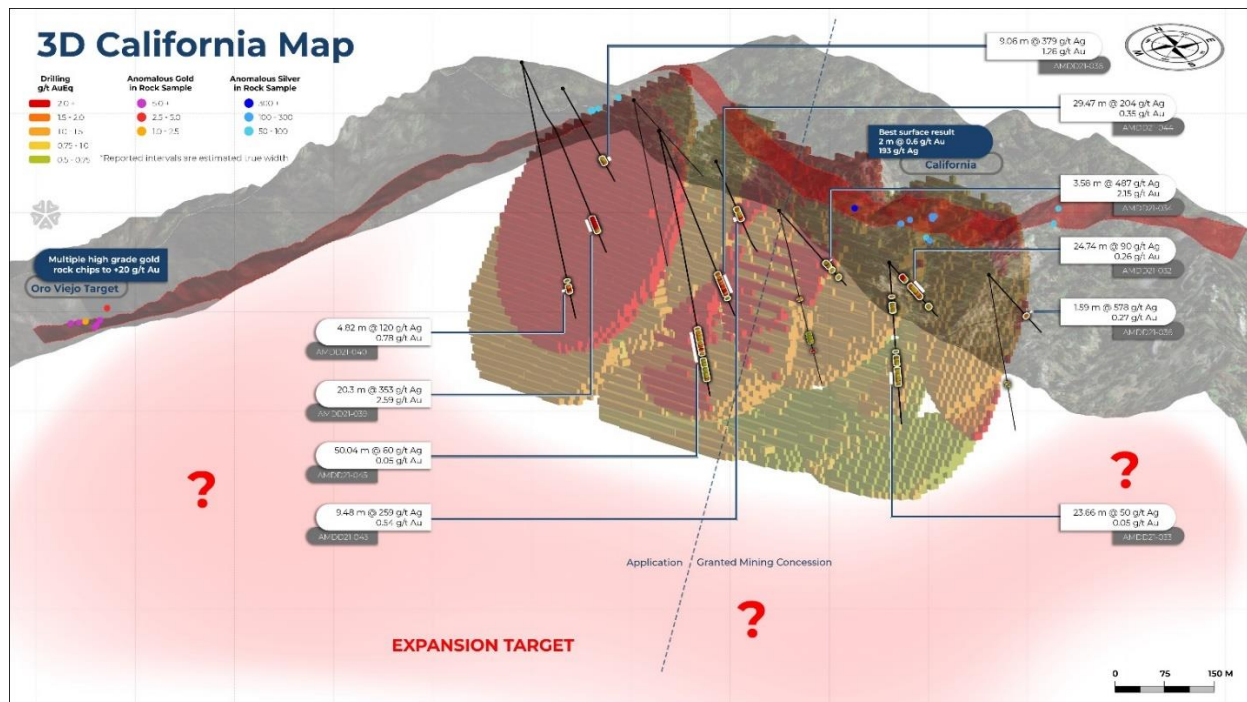 3D California Map
Drilling
g/t AuEq
2.0 +
1.5 - 2.0
1.0 - 1.5
0.75 - 1.0
0.5 - 0.75
Anomalous Gold
in Rock Sample
5.0 +
2.5 - 5.0
1.0 - 2.5
Anomalous Silver
in Rock Sample
300 +
100 - 300
50 - 100
*Reported intervals are estimated true width
N
E
S
W
9.06 m @ 379 g/t Ag
1.26 g/t Au
29.47 m @ 204 g/t Ag
0.35 g/t Au
AMDD21-044
Best surface result
2 m @ 0.6 g/t Au
193 g/t Ag
California
3.58 m @ 487 g/t Ag
2.15 g/t Au
AMDD21-034
24.74 m @ 90 g/t Ag
0.26 g/t Au
AMDD21-032
1.59 m @ 578 g/t Ag
0.27 g/t Au
AMDD21-036
Multiple high grade gold
rock chips to +20 g/t Au
Oro Viejo Target
4.82 m @ 120 g/t Ag
0.78 g/t Au
AMDD21-040
20.3 m @ 353 g/t Ag
2.59 g/t Au
AMDD21-039
50.04 m @ 60 g/t Ag
0.05 g/t Au
AMDD21-045
9.48 m @ 259 g/t Ag
0.54 g/t Au
23.66 m @ 50 g/t Ag
0.05 g/t Au
AMDD21-033
?
?
?
Application
Granted Mining Concession
EXPANSION TARGET
0 75 150 M